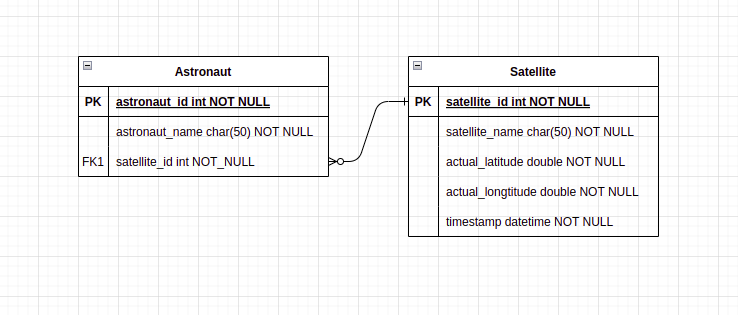 Astronaut
PK astronaut_id int NOT NULL
astronaut_name char(50) NOT NULL
FK1 satellite_id int NOT_NULL
Satellite
PK satellite_id int NOT NULL
satellite_name char(50) NOT NULL
actual_latitude double NOT NULL
actual_longtitude double NOT NULL
timestamp datetime NOT NULL